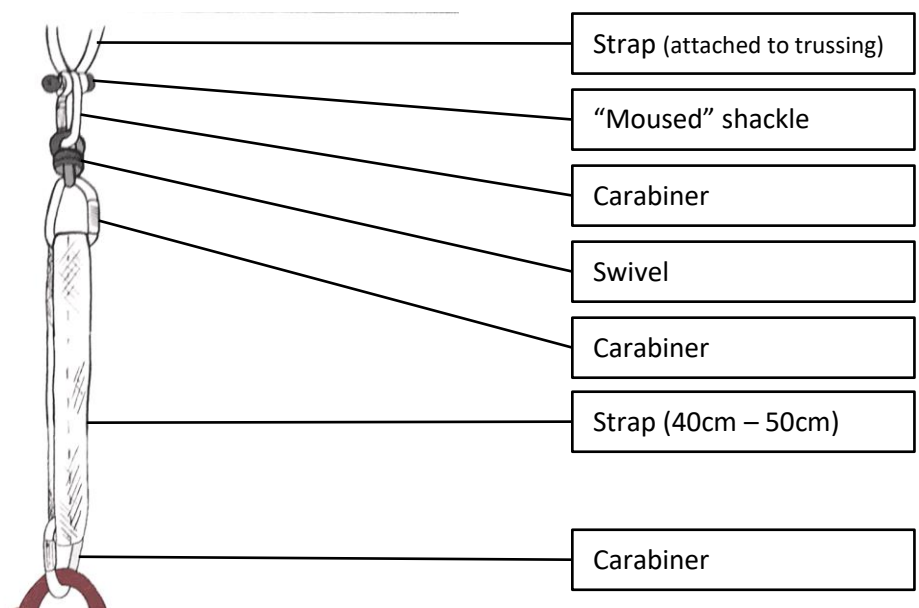 Strap (attached to trussing)
“Moused” shackle
Carabiner
Swivel
Carabiner
Strap (40cm – 50cm)
Carabiner